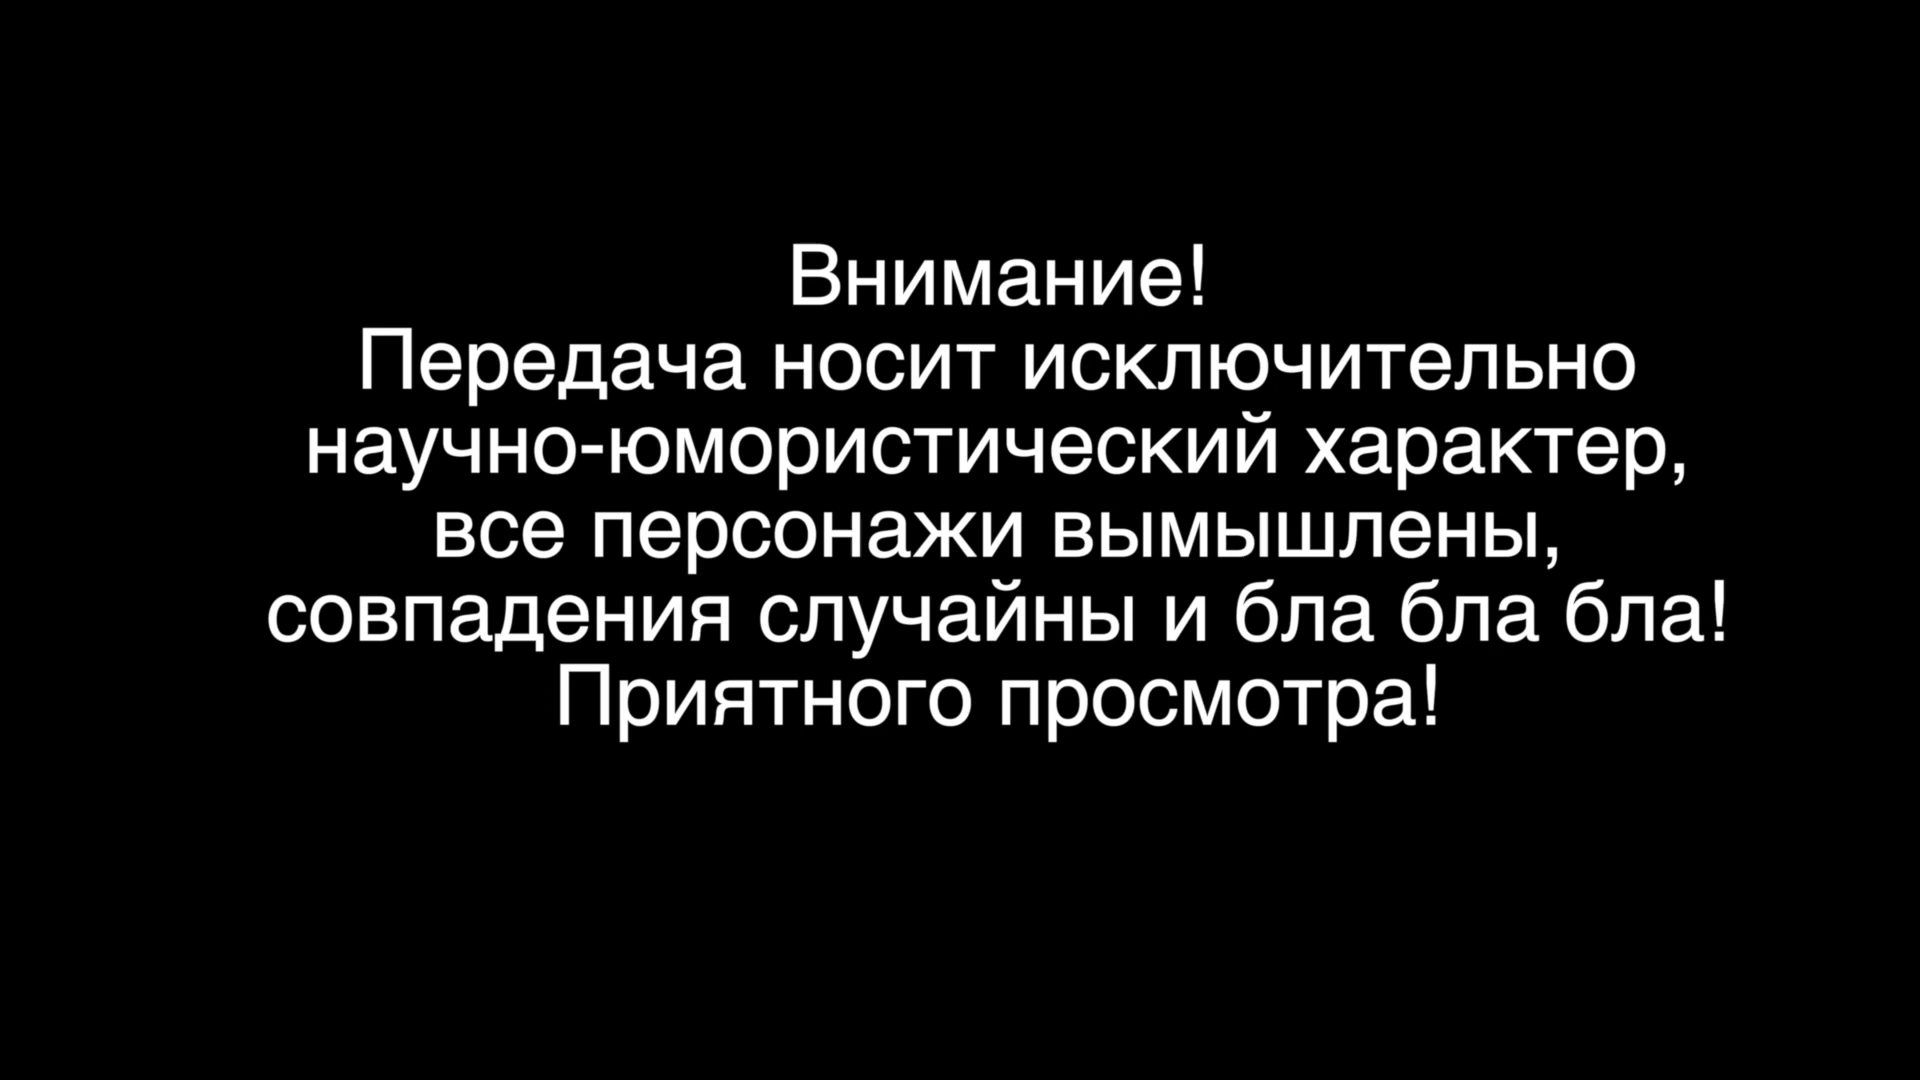 Внимание!
Передача носит исключительно
научно-юмористический характер,
все персонажи вымышлены,
совпадения случайны и бла бла бла!
Приятного просмотра!